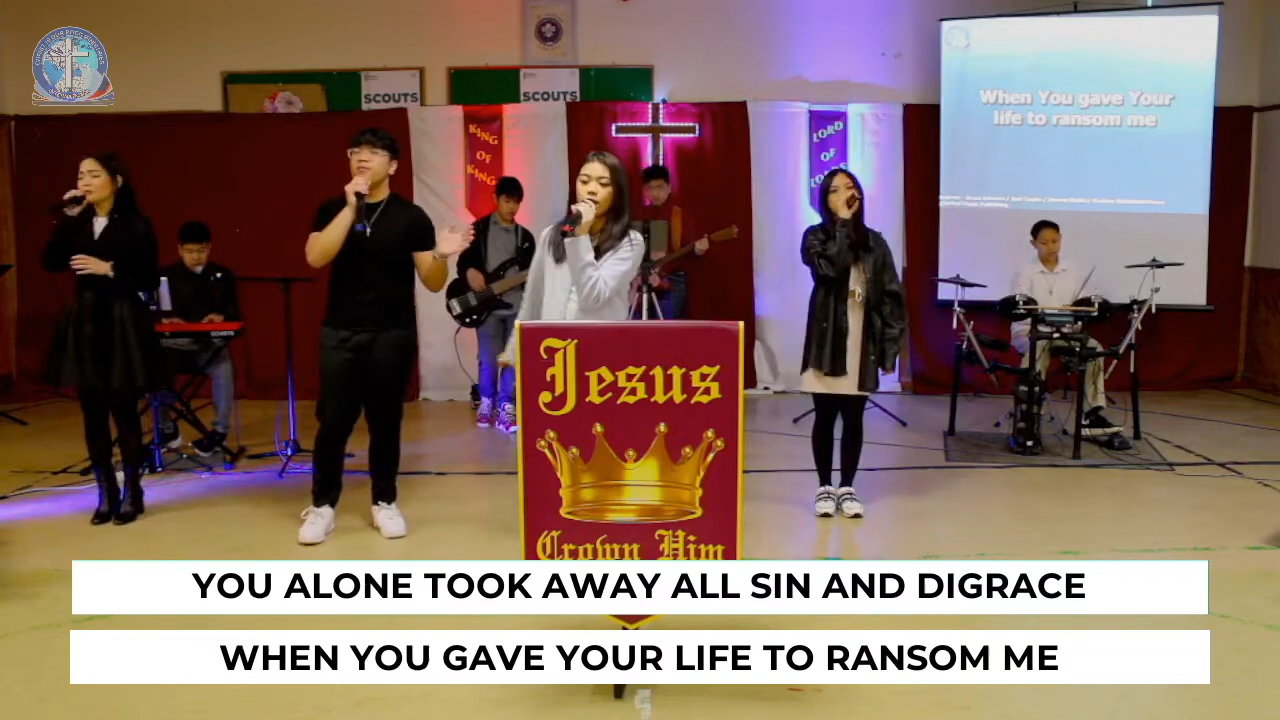 SCOUTS
SCOUTS
KING
OF
KING
LORD
OF
LORDS
When You gave Your
life to ransom me
Jesus
Crown Him
YOU ALONE TOOK AWAY ALL SIN AND DIGRACE
WHEN YOU GAVE YOUR LIFE TO RANSOM ME